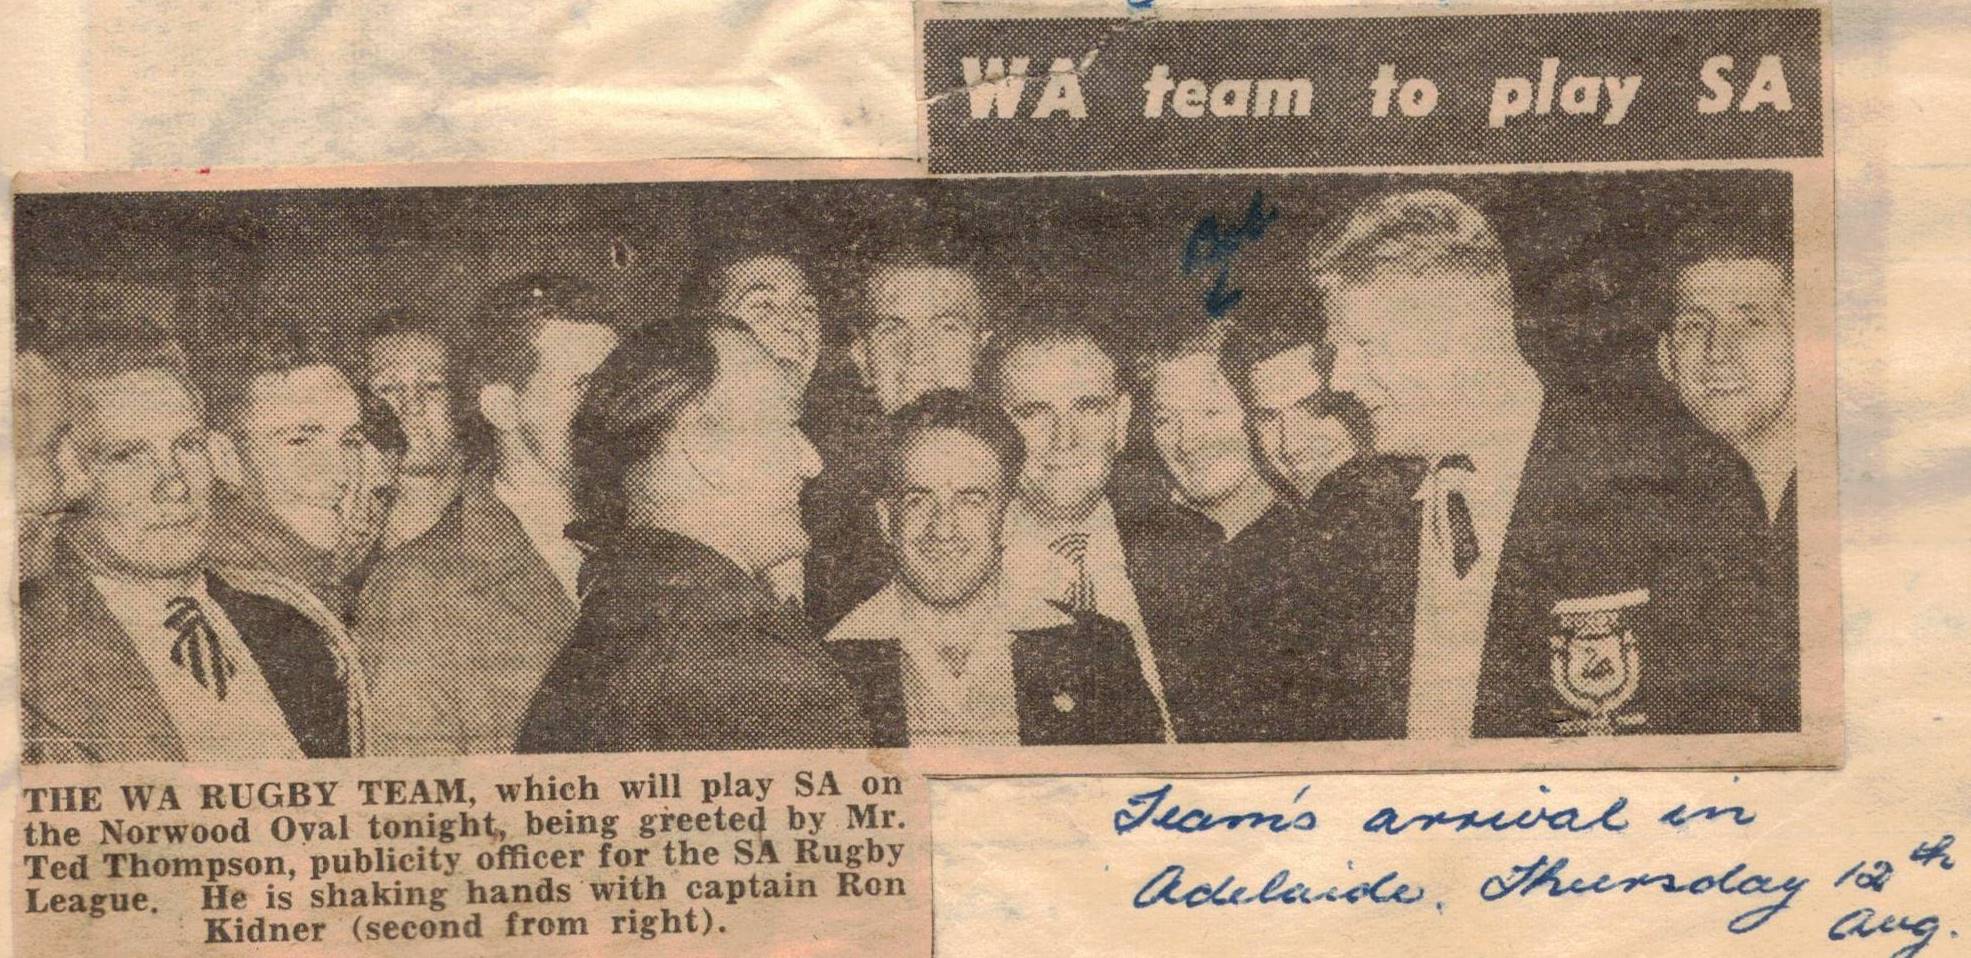 WA team to play SA
Bob
THE WA RUGBY TEAM, which will play SA on
the Norwood Oval tonight, being greeted by Mr.
Ted Thompson, publicity officer for the SA Rugby
League. He is shaking hands with captain Ron
Kidner (second from right).
Team's arrival in
Adelaide. Thursday 12th
Aug.